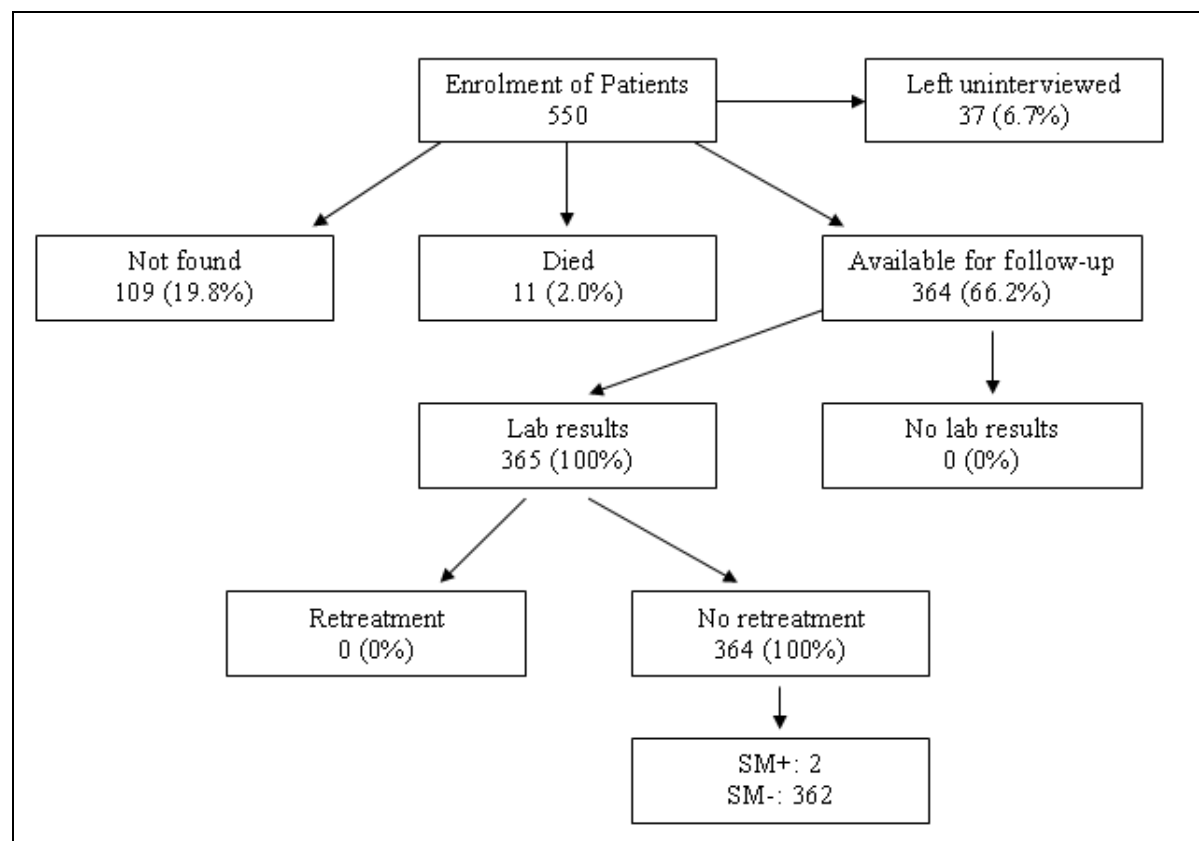 Enrolment of Patients
550
Left uninterviewed
37 (6.7%)
Not found
109 (19.8%)
Died
11 (2.0%)
Available for follow-up
364 (66.2%)
Lab results
365 (100%)
No lab results
0 (0%)
Retreatment
0 (0%)
No retreatment
364 (100%)
SM+: 2
SM-: 362